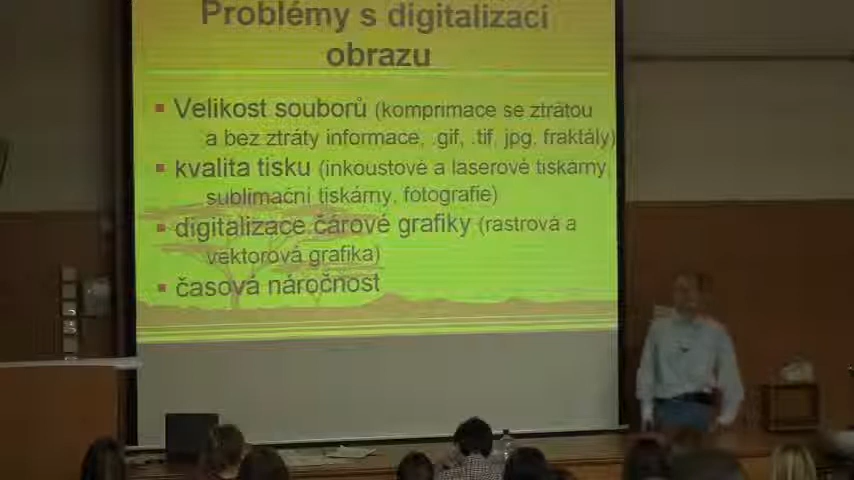 Problémy s digitalizací
obrazu
Velikost souborů (komprimace se ztrátou
a bez ztráty informace, .gif, .tif, jpg, fraktály)
kvalita tisku (inkoustové a laserové tiskárny,
sublimační tiskárny, fotografie)
digitalizace čárové grafiky (rastrová a
vektorová grafika)
časová náročnost